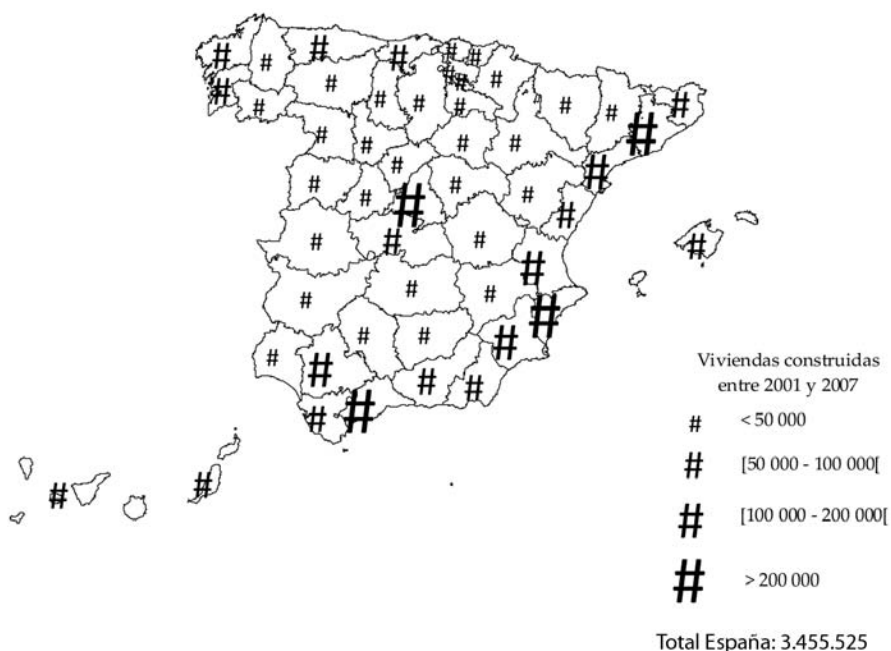 Viviendas construidas
entre 2001 y 2007
# < 50 000
# [50 000 - 100 000[
# [100 000 - 200 000[
# > 200 000
Total España: 3.455.525